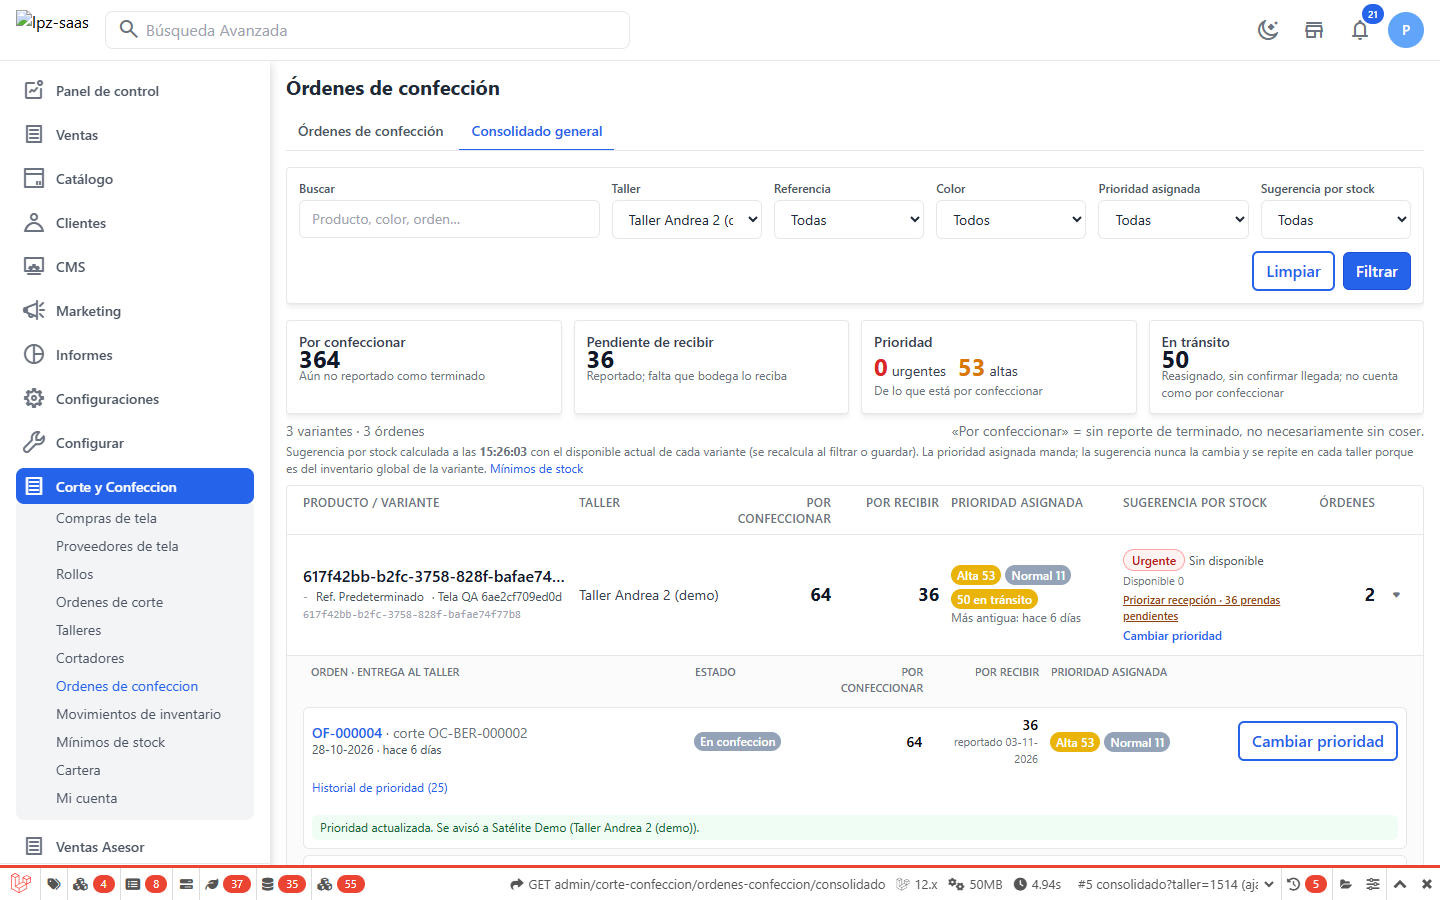 lpz-saas
Búsqueda Avanzada
21
P
Panel de control
Ventas
Catálogo
Clientes
CMS
Marketing
Informes
Configuraciones
Configurar
Corte y Confeccion
Compras de tela
Proveedores de tela
Rollos
Ordenes de corte
Talleres
Cortadores
Ordenes de confeccion
Movimientos de inventario
Mínimos de stock
Cartera
Mi cuenta
Ventas Asesor
Órdenes de confección
Órdenes de confección Consolidado general
Buscar Taller Referencia Color Prioridad asignada Sugerencia por stock
Producto, color, orden... Taller Andrea 2 (c Todas Todos Todas Todas
Limpiar Filtrar
Por confeccionar
364
Aún no reportado como terminado
Pendiente de recibir
36
Reportado; falta que bodega lo reciba
Prioridad
0 urgentes 53 altas
De lo que está por confeccionar
En tránsito
50
Reasignado, sin confirmar llegada; no cuenta
como por confeccionar
3 variantes · 3 órdenes «Por confeccionar» = sin reporte de terminado, no necesariamente sin coser.
Sugerencia por stock calculada a las 15:26:03 con el disponible actual de cada variante (se recalcula al filtrar o guardar). La prioridad asignada manda; la sugerencia nunca la cambia y se repite en cada taller porque
es del inventario global de la variante. Mínimos de stock
PRODUCTO / VARIANTE TALLER POR CONFECCIONAR POR RECIBIR PRIORIDAD ASIGNADA SUGERENCIA POR STOCK ÓRDENES
617f42bb-b2fc-3758-828f-bafae74...
- Ref. Predeterminado · Tela QA 6ae2cf709ed0d
617f42bb-b2fc-3758-828f-bafae74f77b8
Taller Andrea 2 (demo)
64
36
Alta 53 Normal 11
50 en tránsito
Más antigua: hace 6 días
Urgente Sin disponible
Disponible 0
Priorizar recepción · 36 prendas
pendientes
Cambiar prioridad
2
ORDEN · ENTREGA AL TALLER ESTADO POR CONFECCIONAR POR RECIBIR PRIORIDAD ASIGNADA
OF-000004 · corte OC-BER-000002
28-10-2026 · hace 6 días
En confeccion
64
36
reportado 03-11-
2026
Alta 53 Normal 11
Cambiar prioridad
Historial de prioridad (25)
Prioridad actualizada. Se avisó a Satélite Demo (Taller Andrea 2 (demo)).
4 8 37 35 55 GET admin/corte-confeccion/ordenes-confeccion/consolidado 12.x 50MB 4.94s #5 consolidado?taller=1514 (aja 5